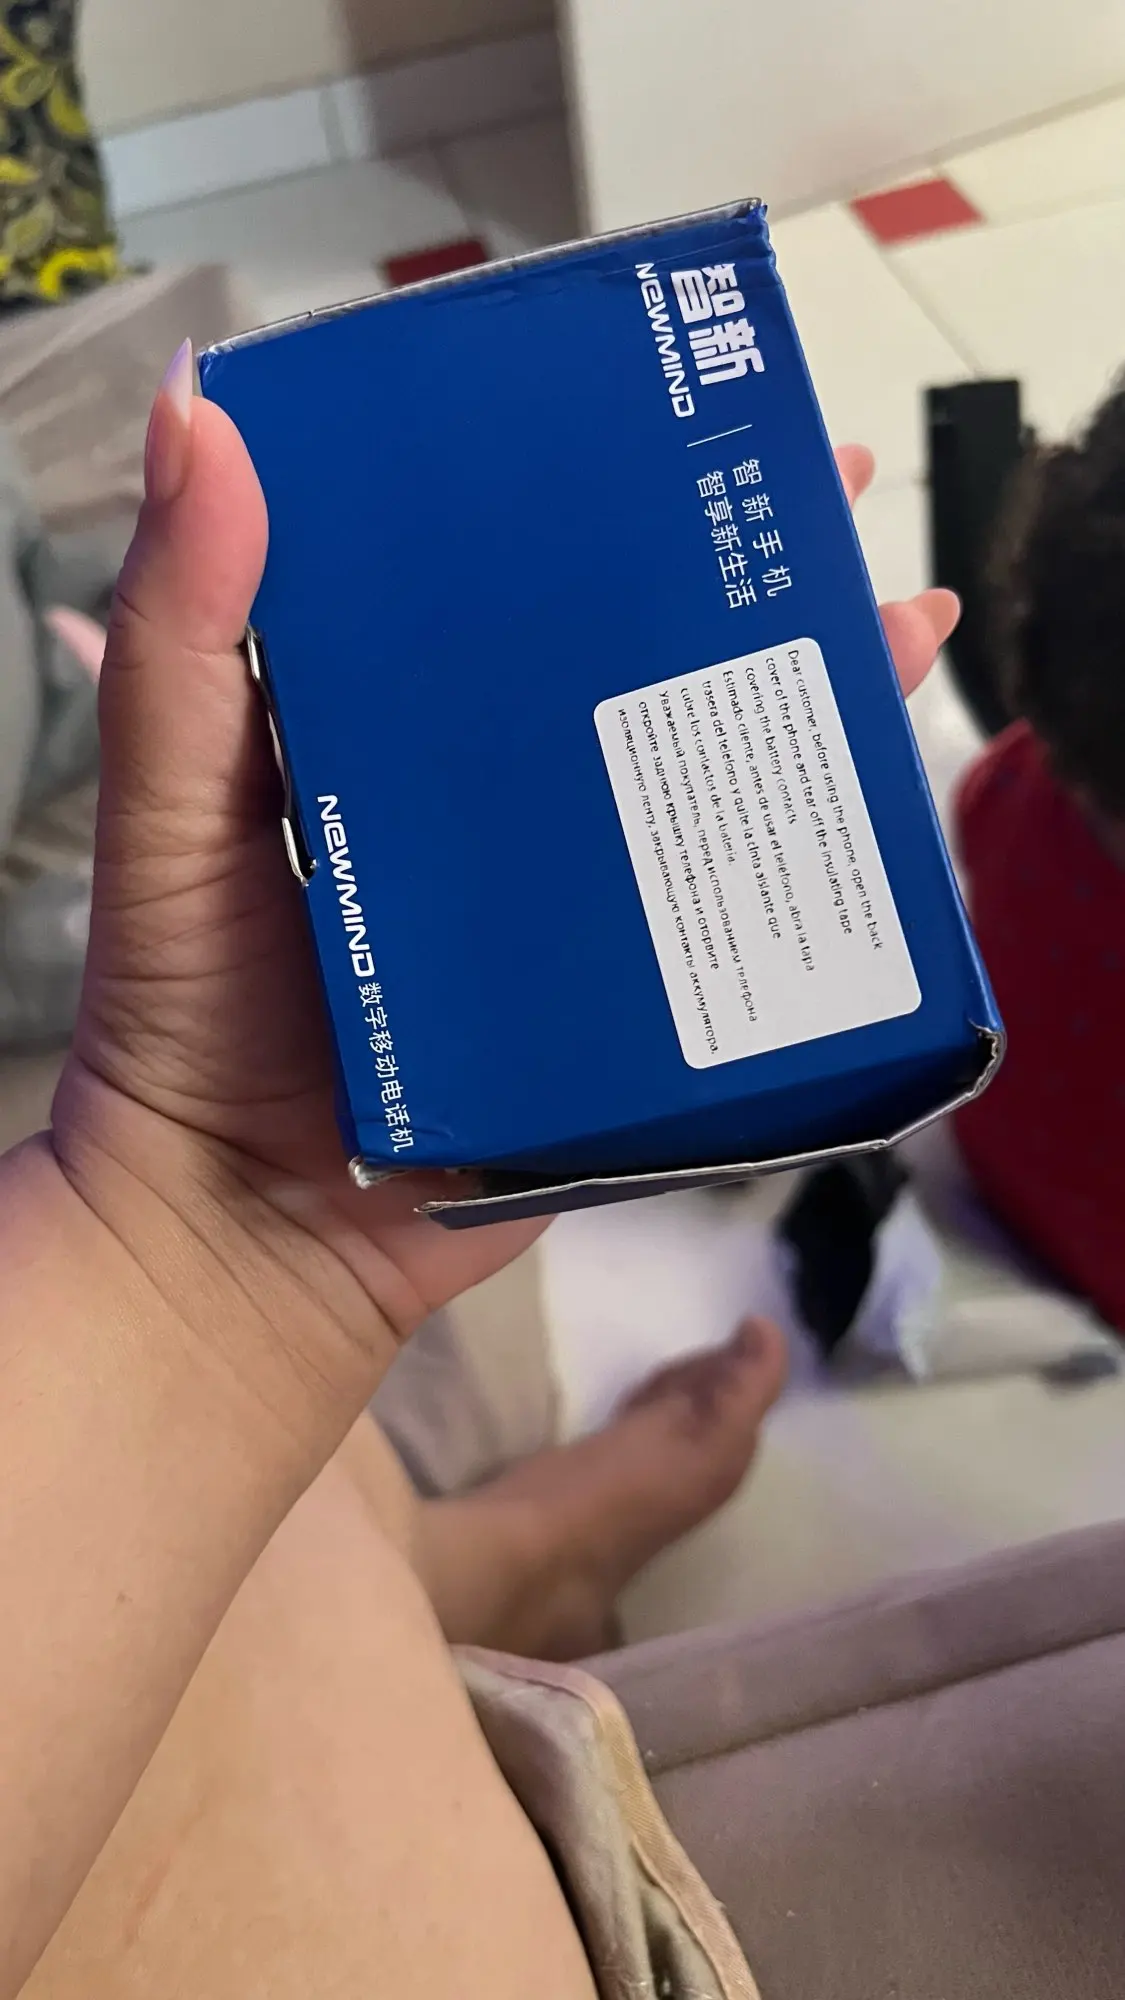 智新
NEWMIND
智新手机
智享新生活
Dear customer, before using the phone, open the back
cover of the phone and tear off the insulating tape
covering the battery contacts
Estimado cliente, antes de usar el teléfono, abra la tapa
trasera del teléfono y quite la cinta aislante que
cubre los contactos de la batería.
Уважаемый покупатель, перед использованием телефона
откройте заднюю крышку телефона и оторвите
изоляционную ленту, закрывающую контакты аккумулятора.
NEWMIND 数字移动电话机